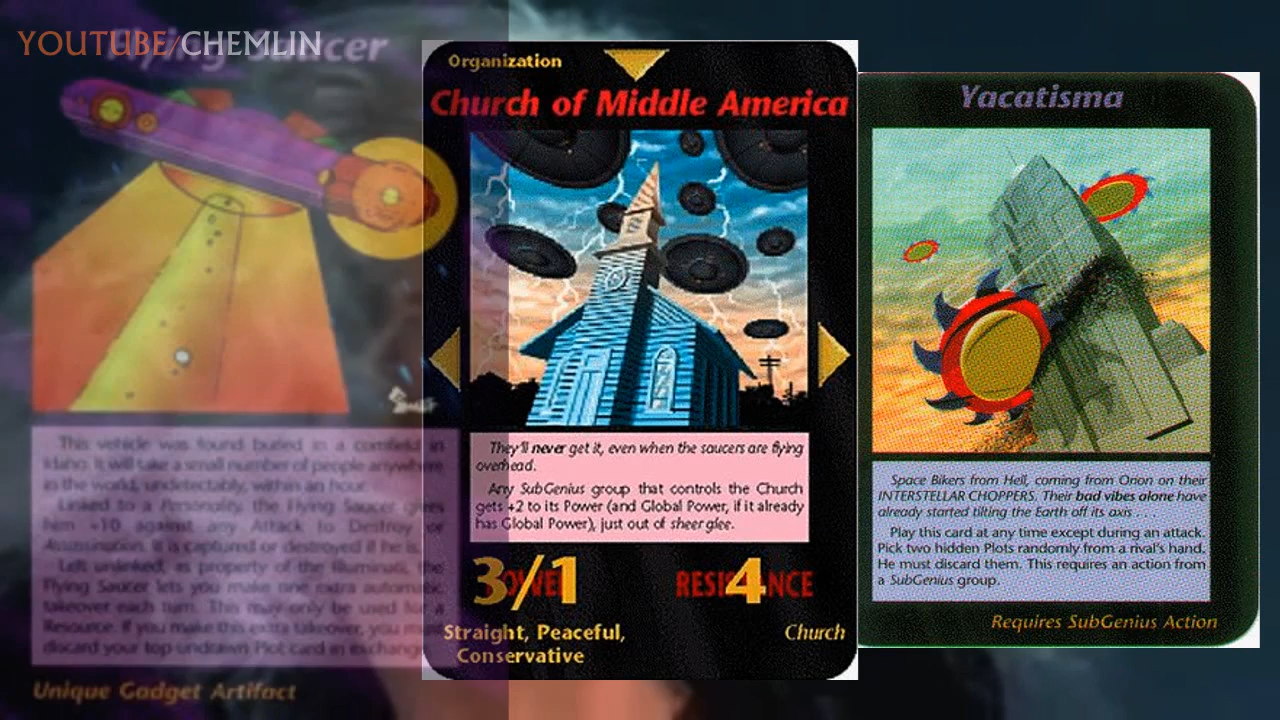 YOUTUBE/CHEMLIN
Flying Saucer
This vehicle was found buried in a cornfield in
Idaho. It will take a small number of people anywhere
in the world, undetectably, within an hour.
Linked to a Personality, the Flying Saucer gives
him +10 against any Attack to Destroy or
Assassination. It is captured or destroyed if he is.
Left unlinked, as property of the Illuminati, the
Flying Saucer lets you make one extra automatic
takeover each turn. This may only be used for a
Resource. If you make this extra takeover, you must
discard your top undrawn Plot card in exchange.
Unique Gadget Artifact
Organization
Church of Middle America
They'll never get it, even when the saucers are flying
overhead.
Any SubGenius group that controls the Church
gets +2 to its Power (and Global Power, if it already
has Global Power), just out of sheer glee.
POWER 3/1
RESISTANCE 4
Straight, Peaceful,
Conservative
Church
Yacatisma
Space Bikers from Hell, coming from Orion on their
INTERSTELLAR CHOPPERS. Their bad vibes alone have
already started tilting the Earth off its axis . . .
Play this card at any time except during an attack.
Pick two hidden Plots randomly from a rival's hand.
He must discard them. This requires an action from
a SubGenius group.
Requires SubGenius Action